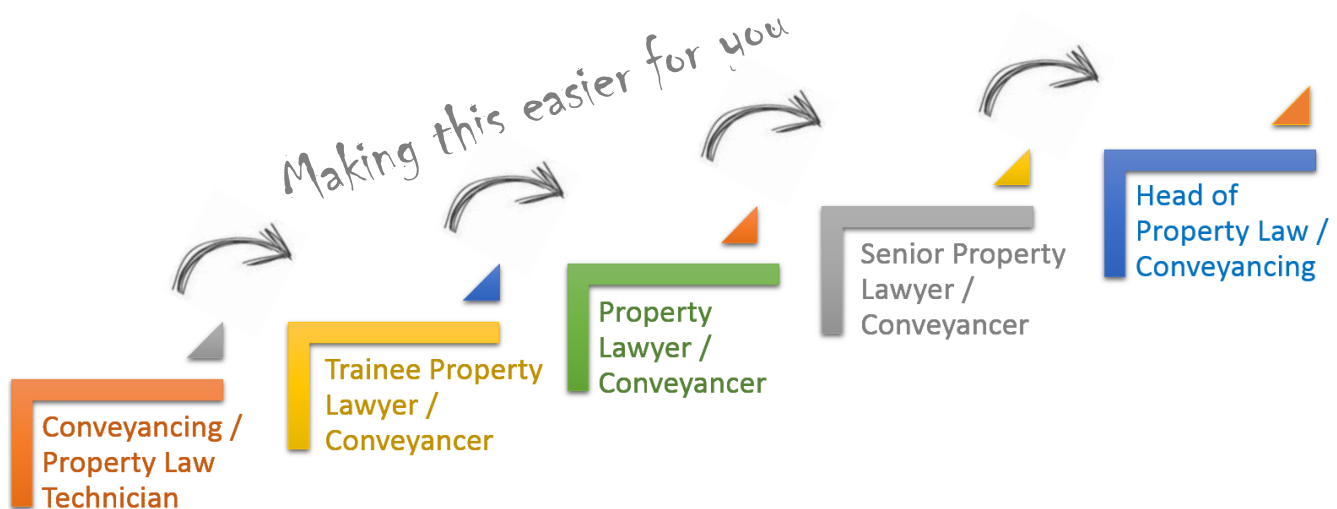 Making this easier for you
Conveyancing /
Property Law
Technician
Trainee Property
Lawyer /
Conveyancer
Property
Lawyer /
Conveyancer
Senior Property
Lawyer /
Conveyancer
Head of
Property Law /
Conveyancing